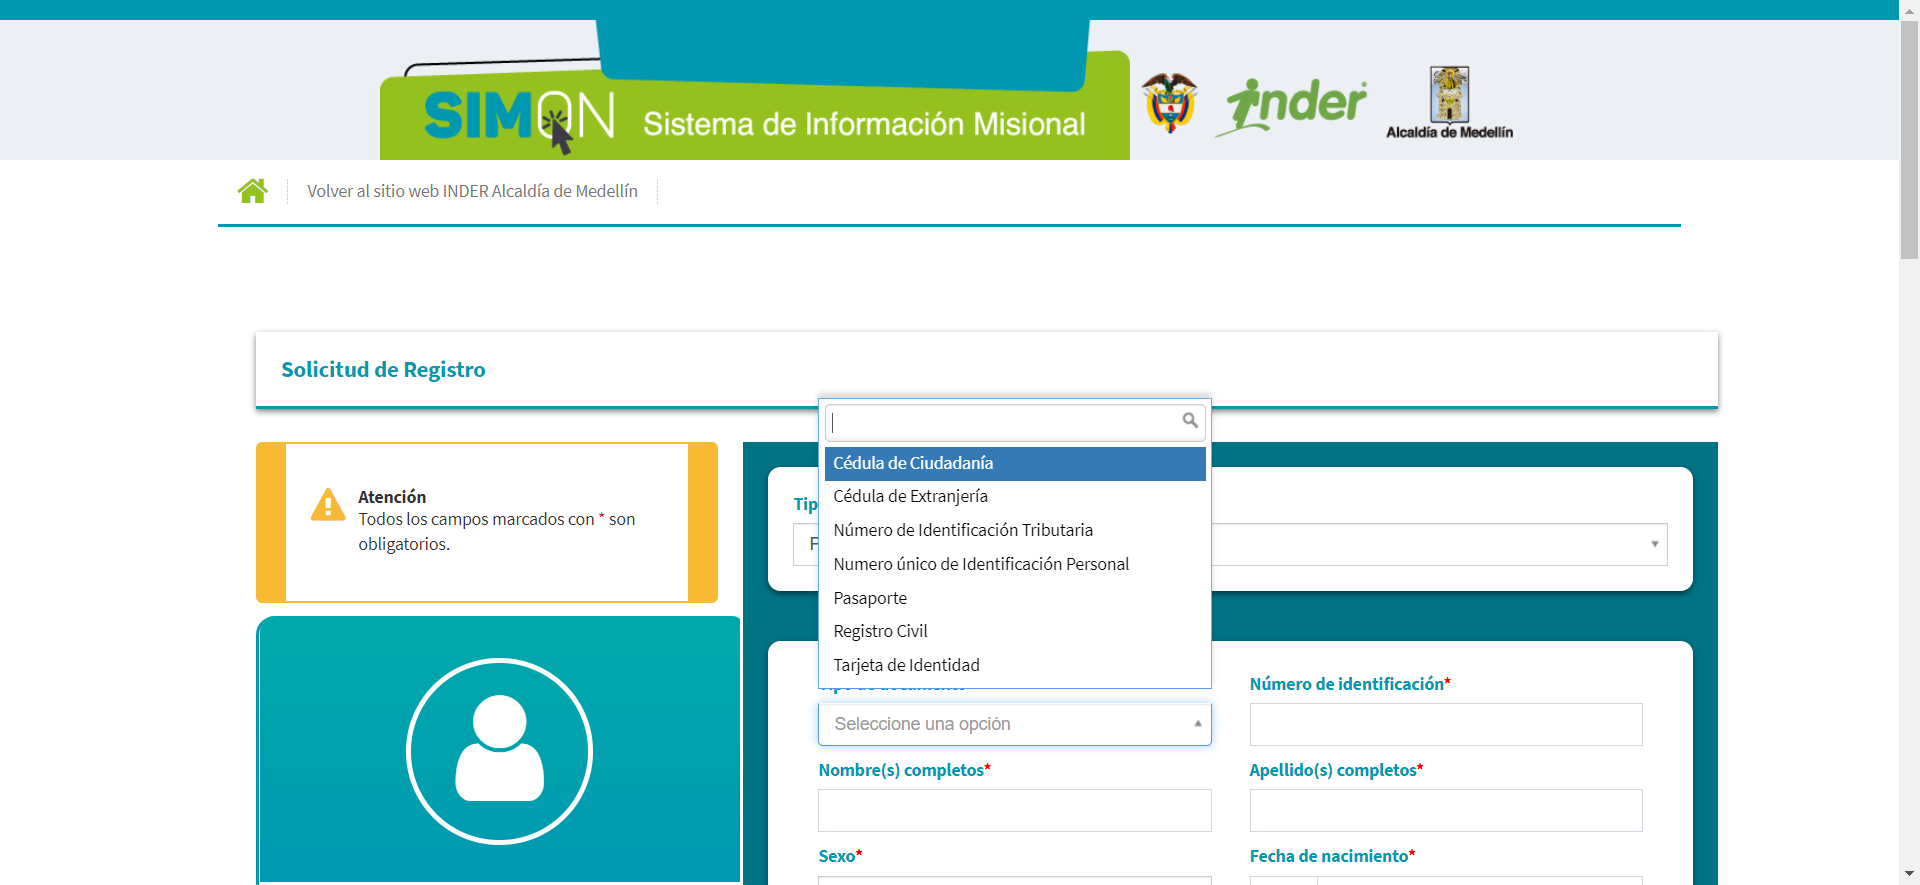 SIMON Sistema de Información Misional
inder
Alcaldía de Medellín
Volver al sitio web INDER Alcaldía de Medellín
Solicitud de Registro
Atención
Todos los campos marcados con * son
obligatorios.
Tip
Cédula de Ciudadanía
Cédula de Extranjería
Número de Identificación Tributaria
Numero único de Identificación Personal
Pasaporte
Registro Civil
Tarjeta de Identidad
Número de identificación*
Seleccione una opción
Nombre(s) completos*
Apellido(s) completos*
Sexo*
Fecha de nacimiento*